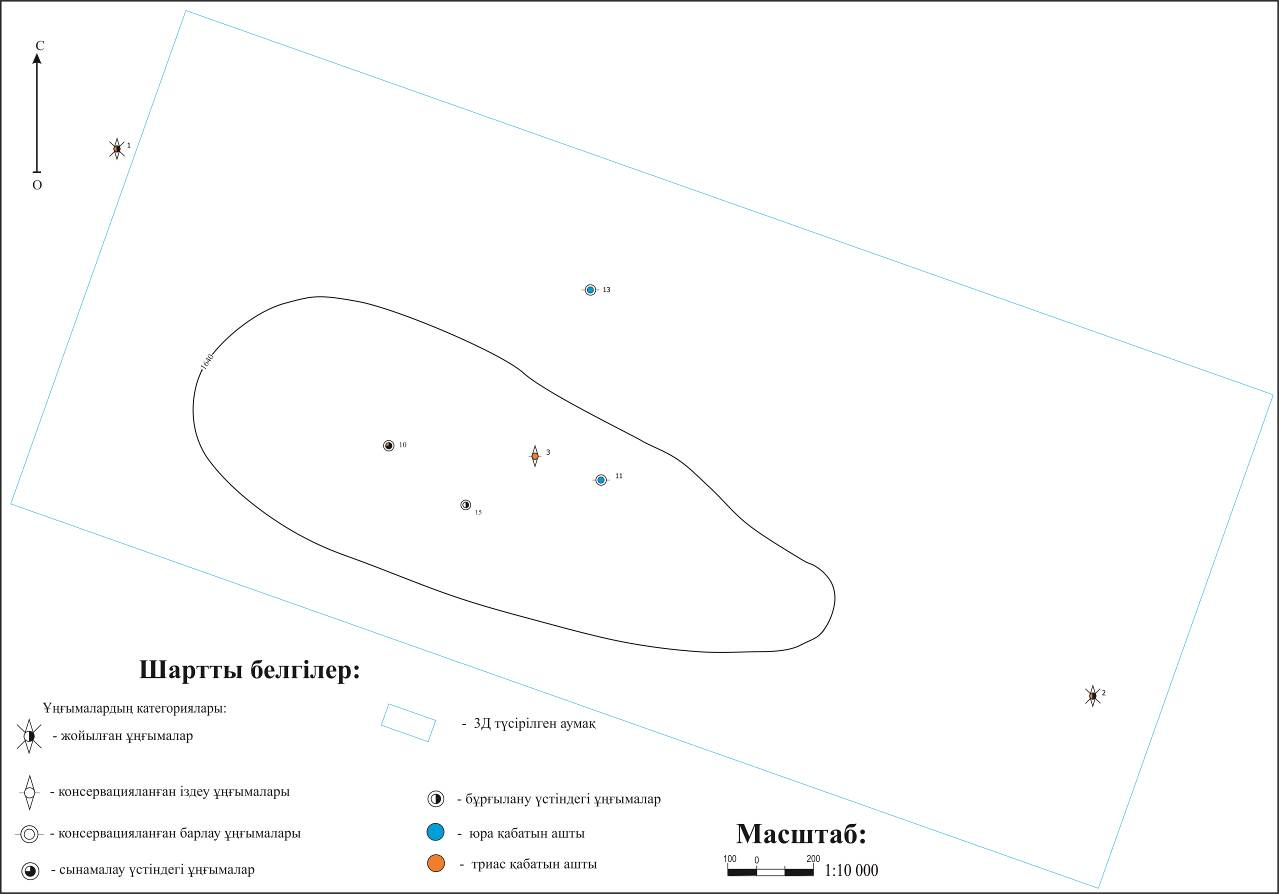 С
О
1
13
1640
10
3
11
15
2
Шартты белгілер:
Ұңғымалардың категориялары:
- жойылған ұңғымалар
- консервацияланған іздеу ұңғымалары
- консервацияланған барлау ұңғымалары
- сынамалау үстіндегі ұңғымалар
- 3Д түсірілген аумақ
- бұрғылану үстіндегі ұңғымалар
- юра қабатын ашты
- триас қабатын ашты
Масштаб:
100 0 200
1:10 000